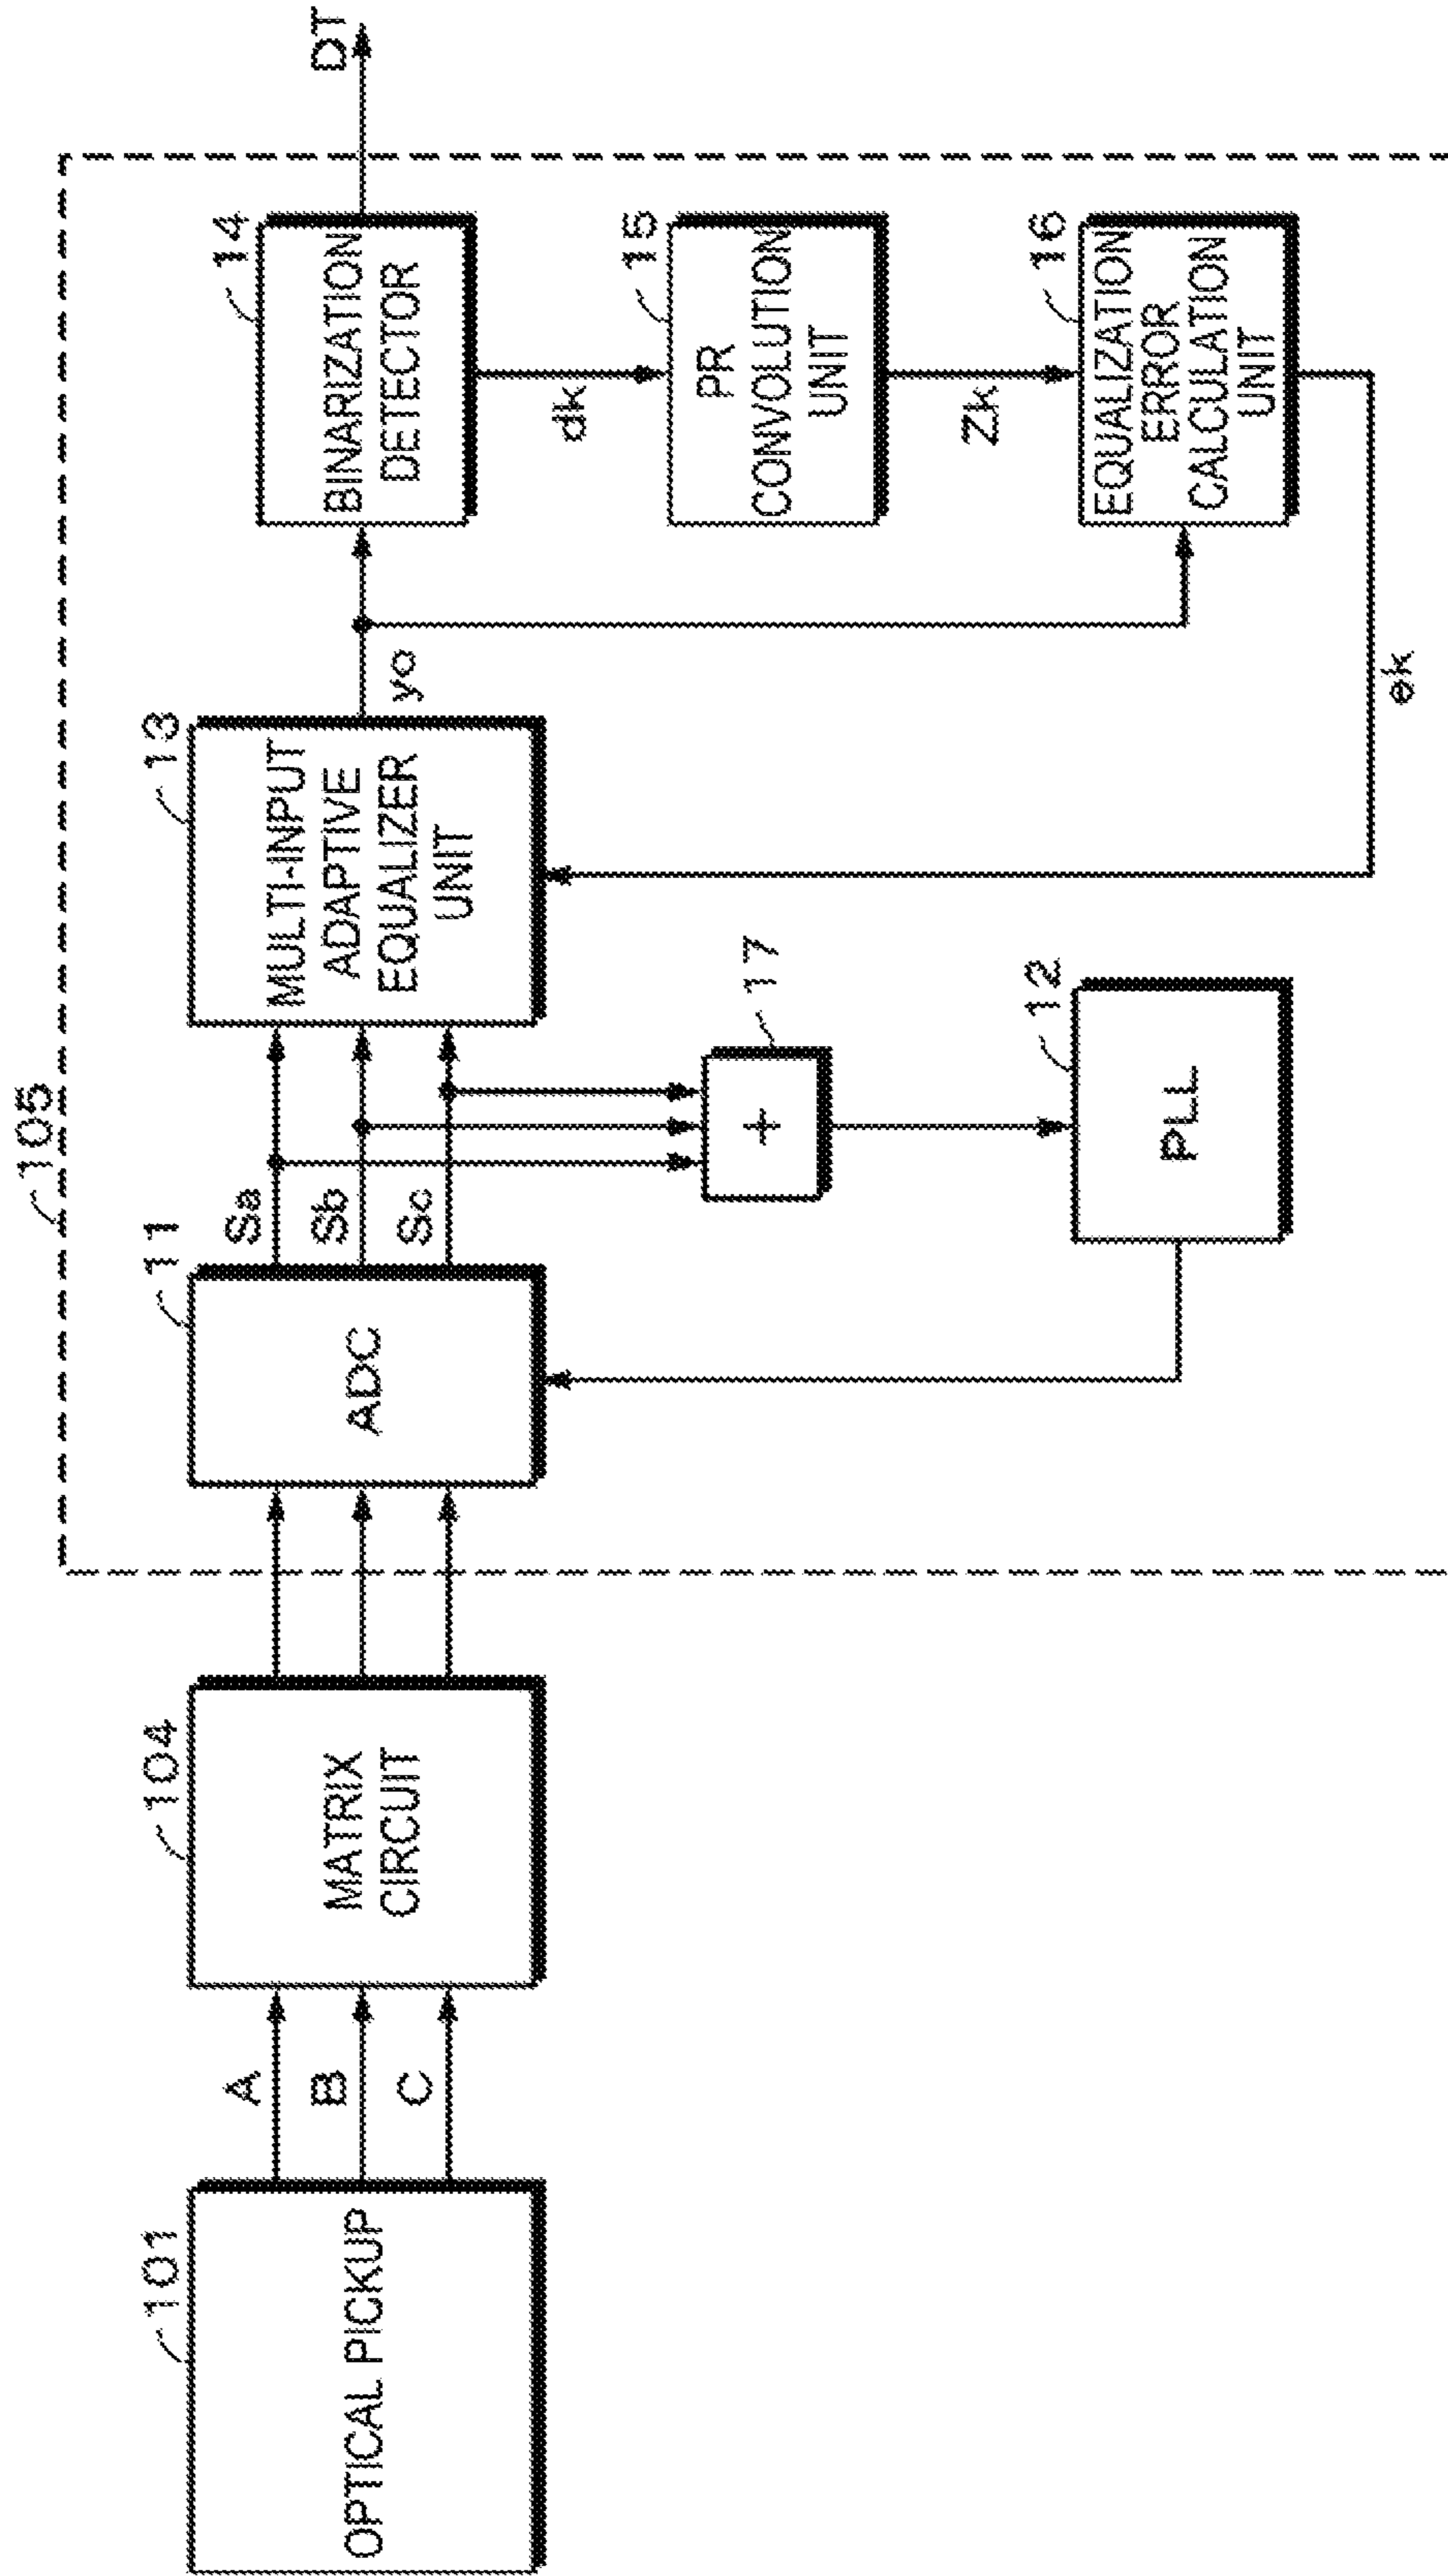 105
101
OPTICAL PICKUP
A
B
C
104
MATRIX
CIRCUIT
11
ADC
Sa
Sb
Sc
13
MULTI-INPUT
ADAPTIVE
EQUALIZER
UNIT
yo
14
BINARIZATION
DETECTOR
DT
dk
15
PR
CONVOLUTION
UNIT
Zk
16
EQUALIZATION
ERROR
CALCULATION
UNIT
ek
17
+
12
PLL